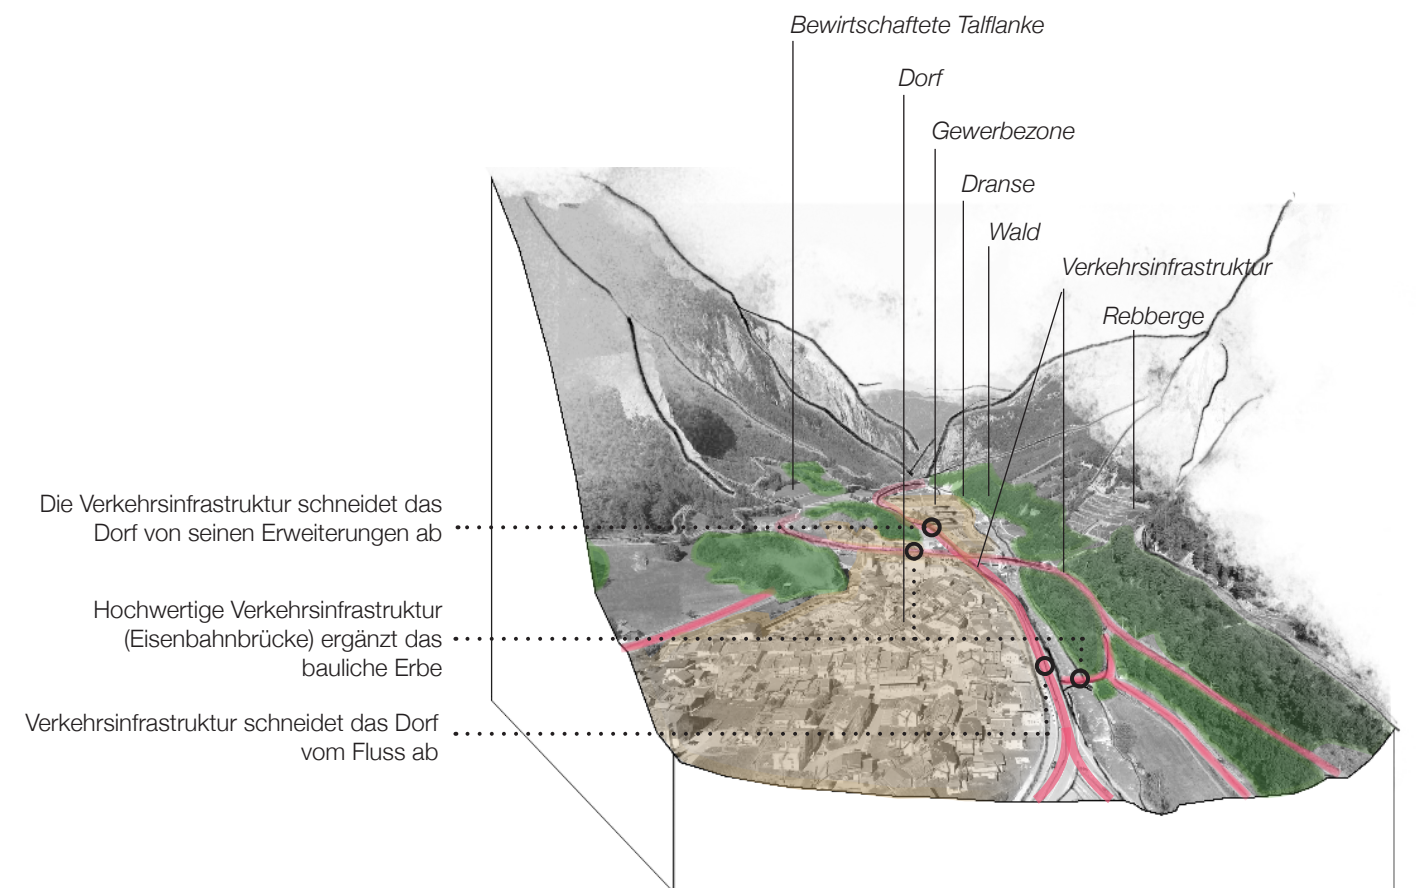 Bewirtschaftete Talflanke
Dorf
Gewerbezone
Dranse
Wald
Verkehrsinfrastruktur
Rebberge
Die Verkehrsinfrastruktur schneidet das
Dorf von seinen Erweiterungen ab
Hochwertige Verkehrsinfrastruktur
(Eisenbahnbrücke) ergänzt das
bauliche Erbe
Verkehrsinfrastruktur schneidet das Dorf
vom Fluss ab